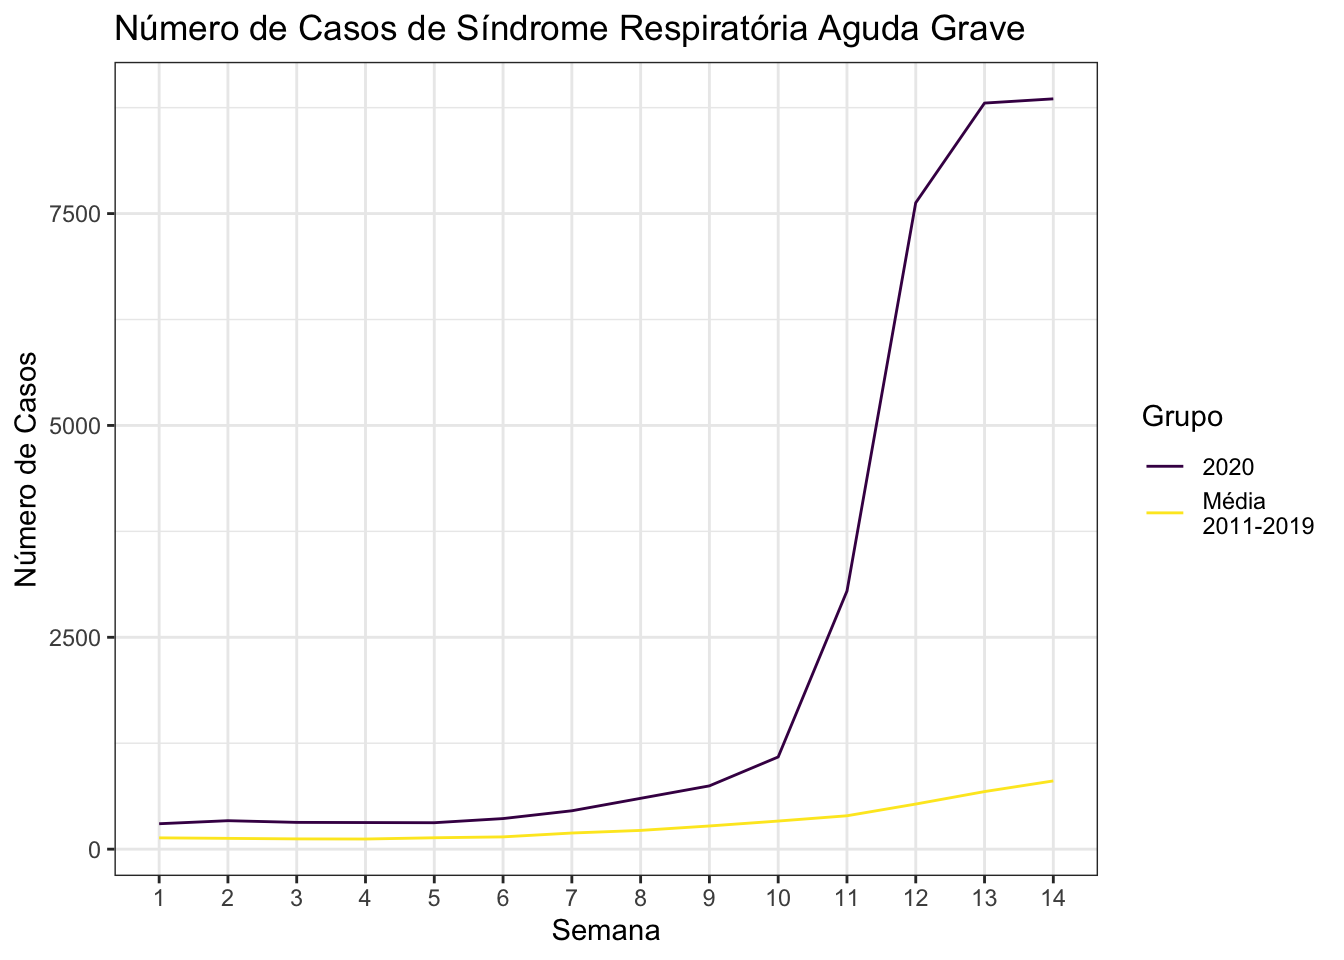 Número de Casos de Síndrome Respiratória Aguda Grave
Número de Casos
7500
5000
2500
0
1 2 3 4 5 6 7 8 9 10 11 12 13 14
Semana
Grupo
2020
Média
2011-2019